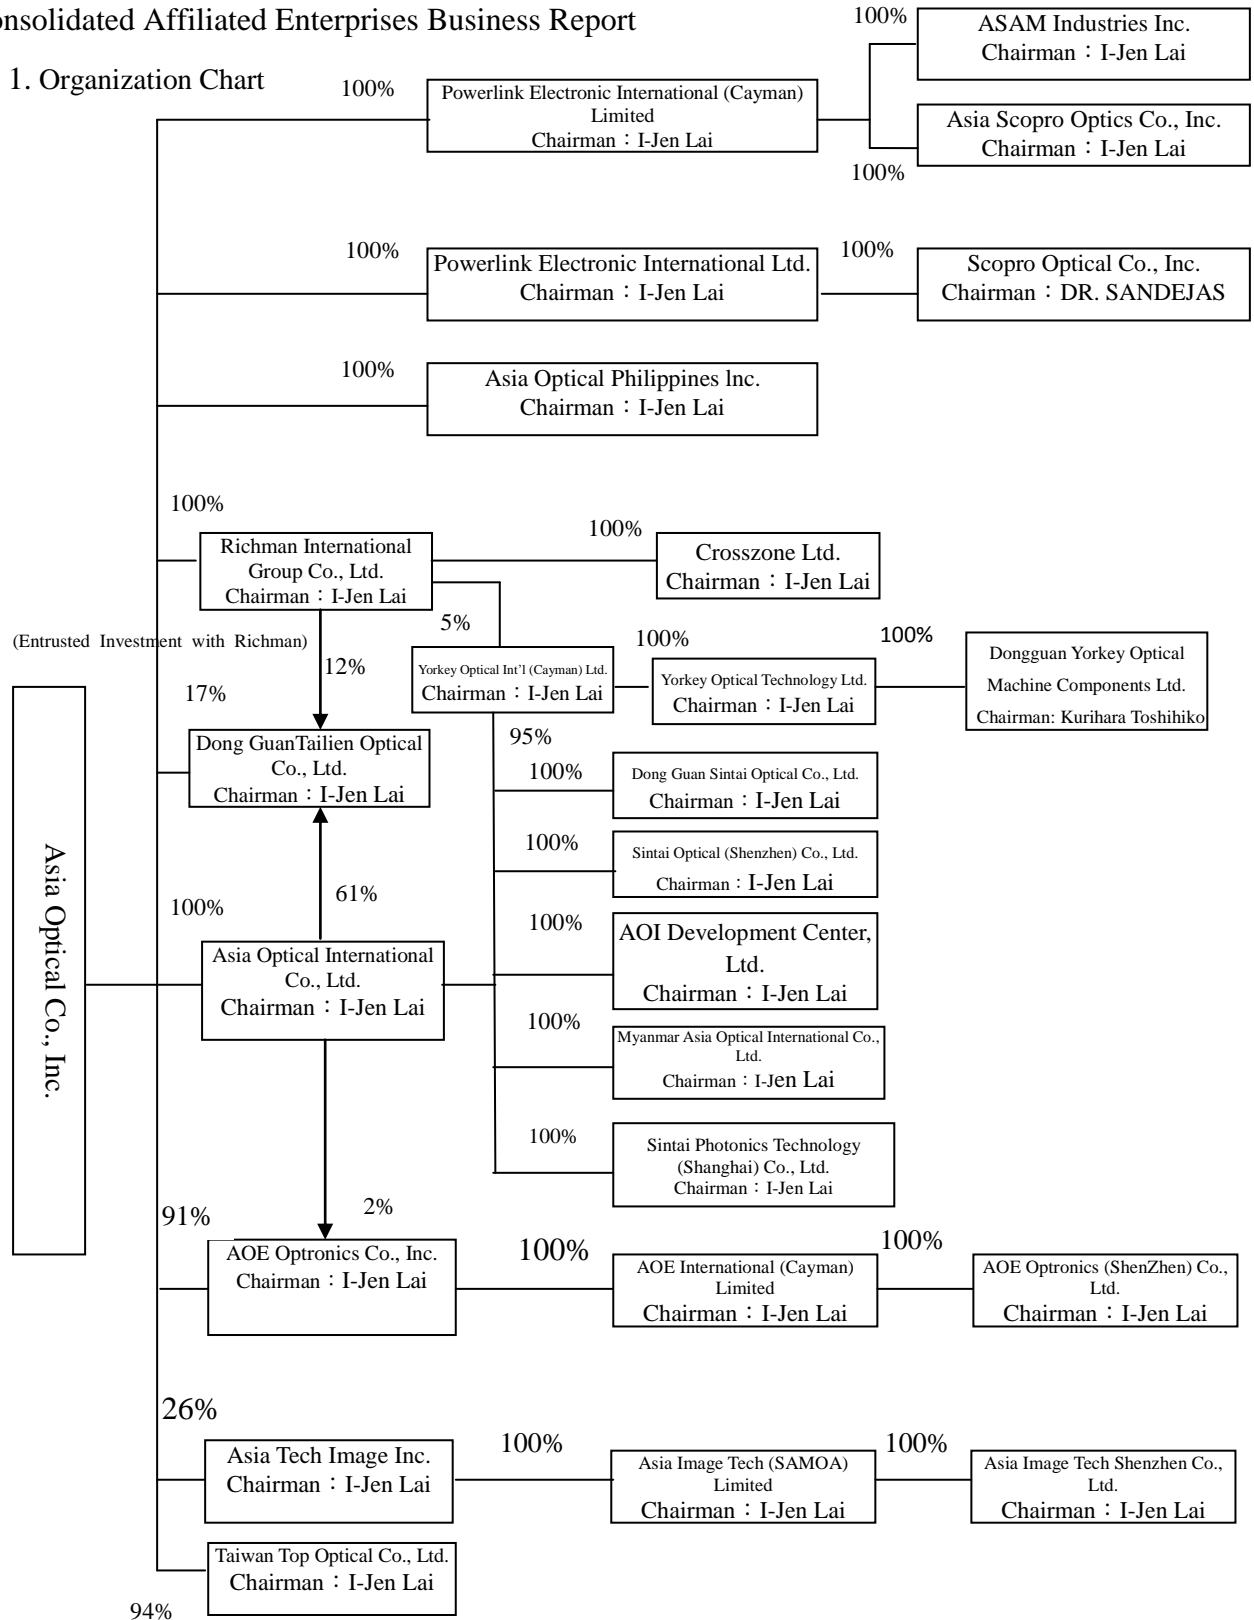 onsolidated Affiliated Enterprises Business Report
1. Organization Chart
100%
Powerlink Electronic International (Cayman)
Limited
Chairman：I-Jen Lai
100%
ASAM Industries Inc.
Chairman：I-Jen Lai
Asia Scopro Optics Co., Inc.
Chairman：I-Jen Lai
100%
100%
Powerlink Electronic International Ltd.
Chairman：I-Jen Lai
100%
Scopro Optical Co., Inc.
Chairman：DR. SANDEJAS
100%
Asia Optical Philippines lnc.
Chairman：I-Jen Lai
100%
Richman International
Group Co., Ltd.
Chairman：I-Jen Lai
100%
Crosszone Ltd.
Chairman：I-Jen Lai
(Entrusted Investment with Richman)
12%
5%
Yorkey Optical Int’l (Cayman) Ltd.
Chairman：I-Jen Lai
100%
Yorkey Optical Technology Ltd.
Chairman：I-Jen Lai
100%
Dongguan Yorkey Optical
Machine Components Ltd.
Chairman: Kurihara Toshihiko
17%
Dong GuanTailien Optical
Co., Ltd.
Chairman：I-Jen Lai
95%
100%
Dong Guan Sintai Optical Co., Ltd.
Chairman：I-Jen Lai
100%
Sintai Optical (Shenzhen) Co., Ltd.
Chairman：I-Jen Lai
Asia Optical Co., Inc.
61%
100%
Asia Optical International
Co., Ltd.
Chairman：I-Jen Lai
100%
AOI Development Center,
Ltd.
Chairman：I-Jen Lai
100%
Myanmar Asia Optical International Co.,
Ltd.
Chairman：I-Jen Lai
100%
Sintai Photonics Technology
(Shanghai) Co., Ltd.
Chairman：I-Jen Lai
2%
91%
AOE Optronics Co., Inc.
Chairman：I-Jen Lai
100%
AOE International (Cayman)
Limited
Chairman：I-Jen Lai
100%
AOE Optronics (ShenZhen) Co.,
Ltd.
Chairman：I-Jen Lai
26%
Asia Tech Image Inc.
Chairman：I-Jen Lai
100%
Asia Image Tech (SAMOA)
Limited
Chairman：I-Jen Lai
100%
Asia Image Tech Shenzhen Co.,
Ltd.
Chairman：I-Jen Lai
Taiwan Top Optical Co., Ltd.
Chairman：I-Jen Lai
94%